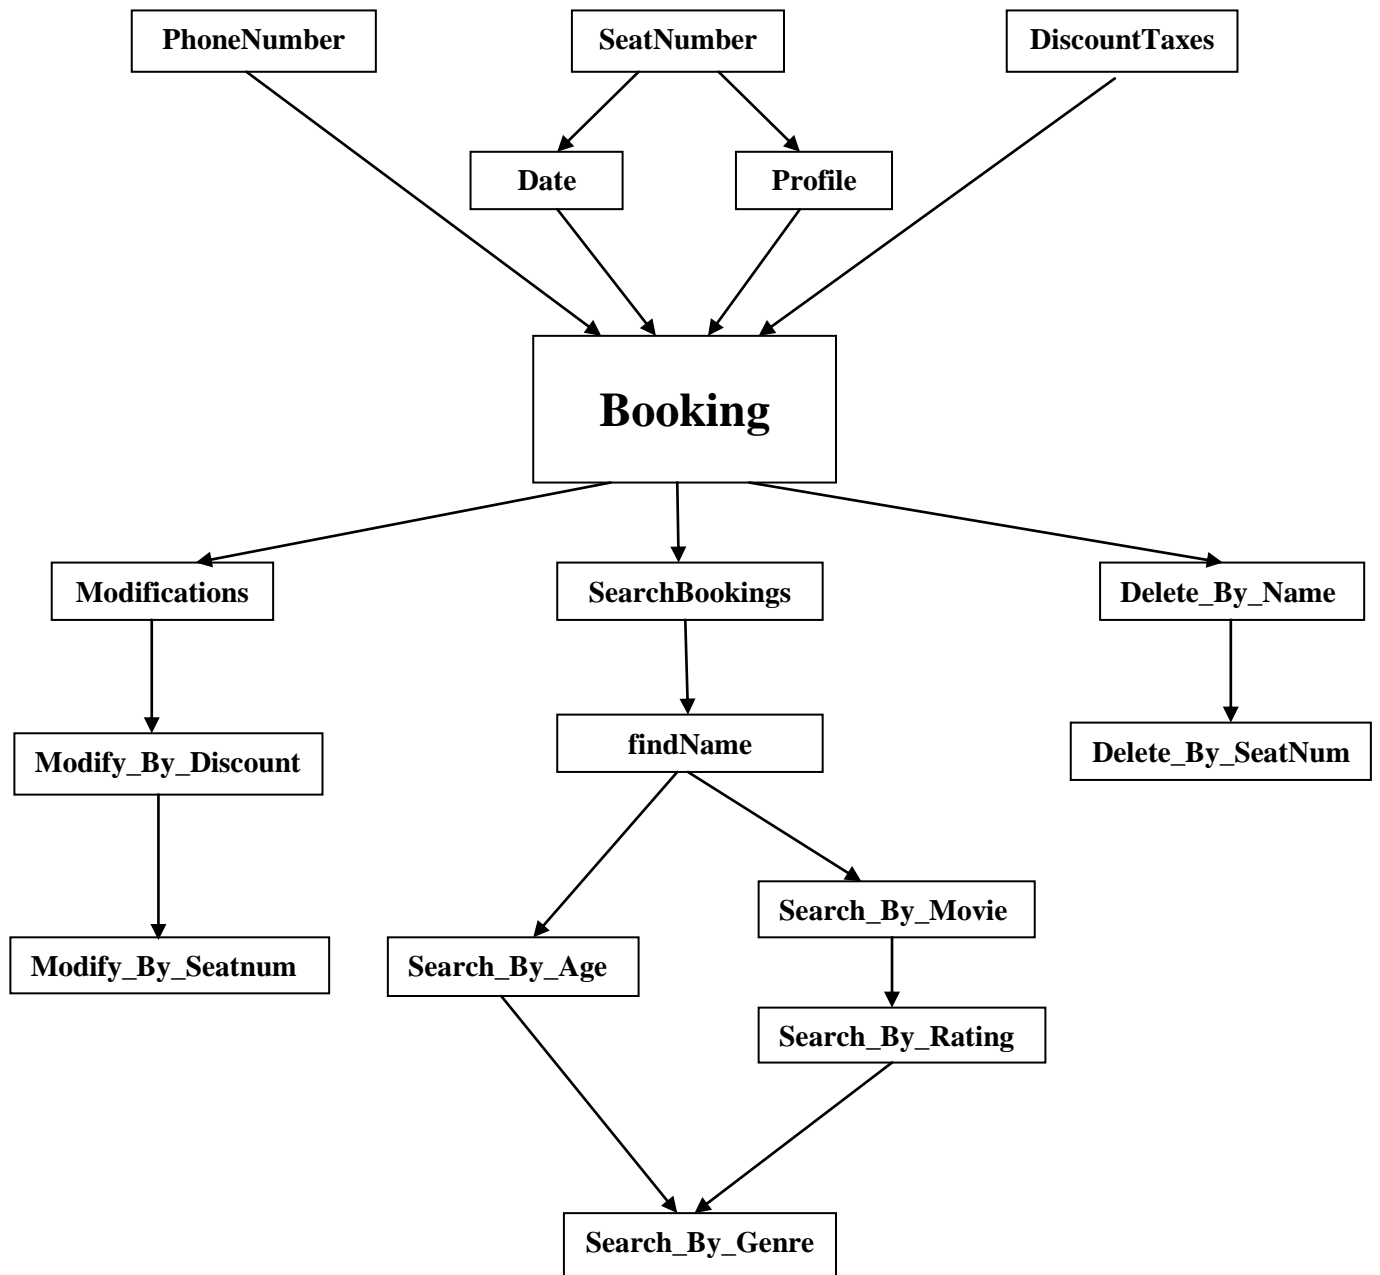 PhoneNumber
SeatNumber
DiscountTaxes
Date
Profile
Booking
Modifications
SearchBookings
Delete_By_Name
findName
Delete_By_SeatNum
Modify_By_Discount
Search_By_Movie
Modify_By_Seatnum
Search_By_Age
Search_By_Rating
Search_By_Genre